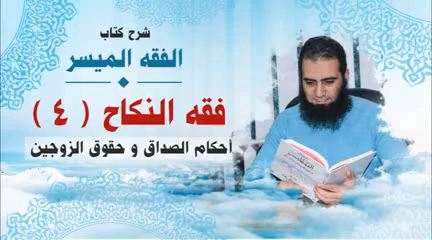 شرح كتاب
الفقه الميسر
فقه النكاح ( ٤ )
أحكام الصداق و حقوق الزوجين